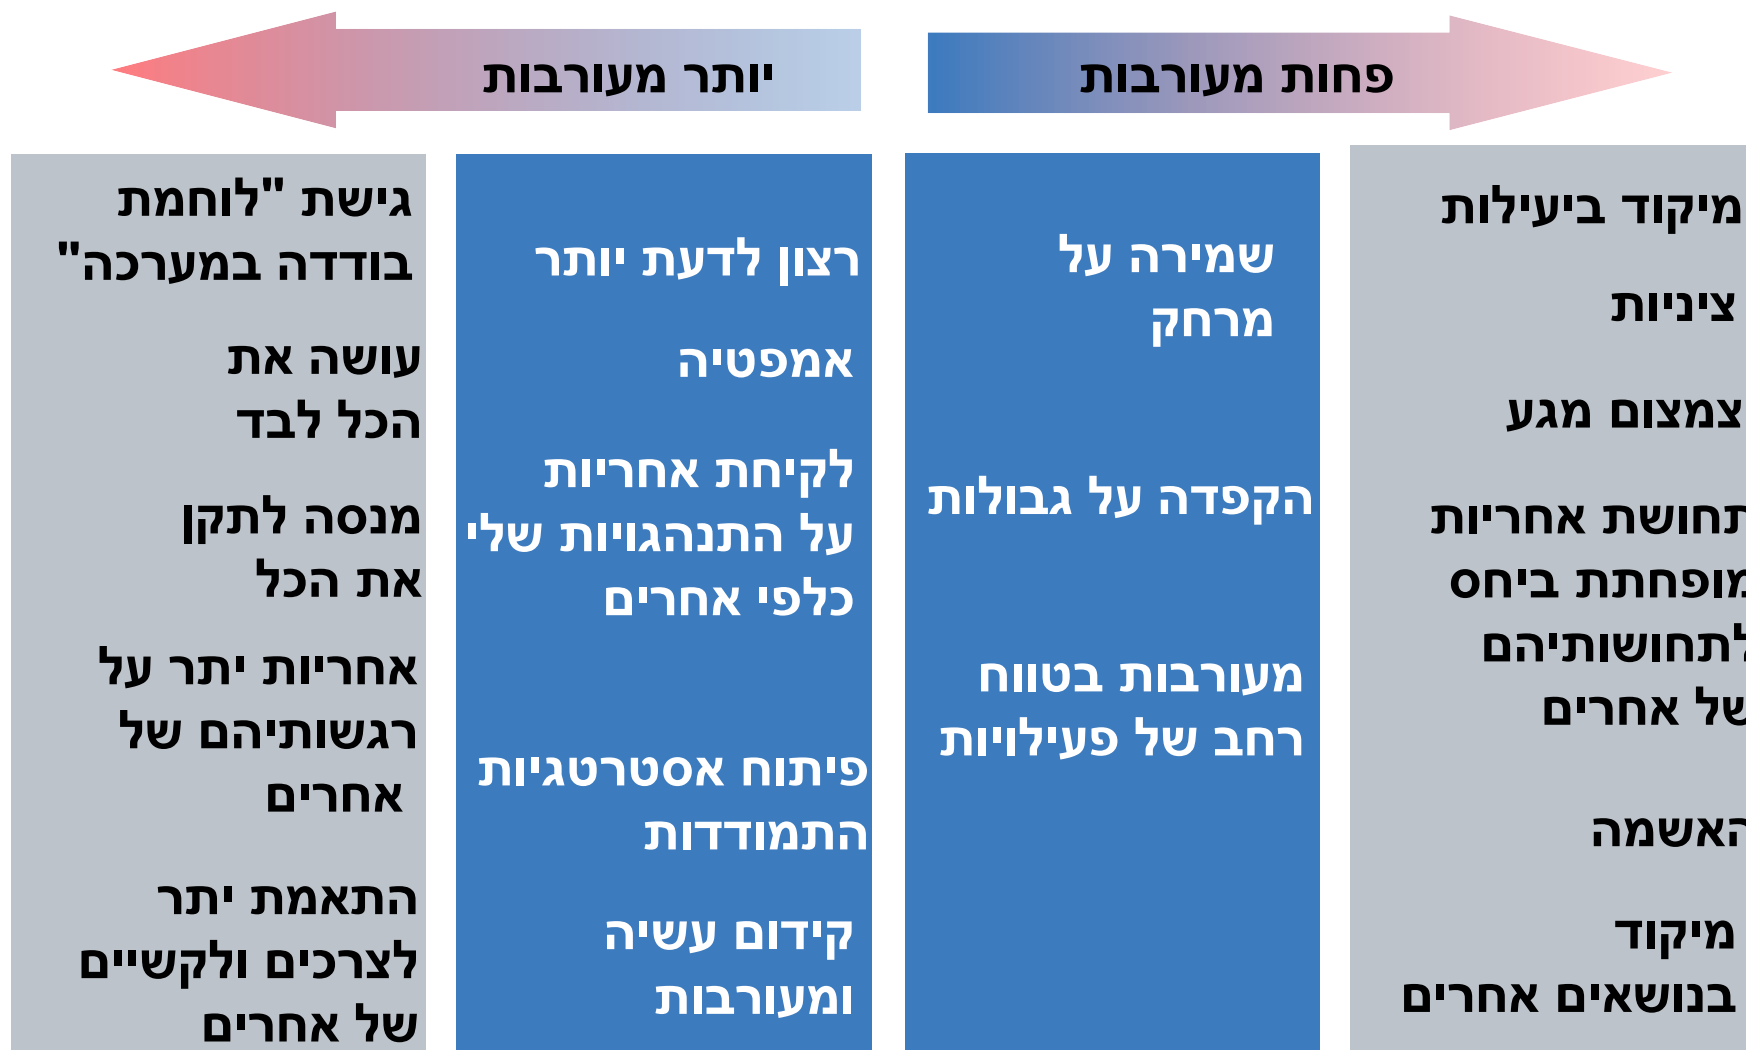 פחות מעורבות
יותר מעורבות
מיקוד ביעילות
ציניות
צמצום מגע
תחושת אחריות
מופחתת ביחס
לתחושותיהם
של אחרים
האשמה
מיקוד
בנושאים אחרים
שמירה על
מרחק
הקפדה על גבולות
מעורבות בטווח
רחב של פעילויות
רצון לדעת יותר
אמפטיה
לקיחת אחריות
על התנהגויות שלי
כלפי אחרים
פיתוח אסטרטגיות
התמודדות
קידום עשיה
ומעורבות
גישת "לוחמת
בודדה במערכה"
עושה את
הכל לבד
מנסה לתקן
את הכל
אחריות יתר על
רגשותיהם של
אחרים
התאמת יתר
לצרכים ולקשיים
של אחרים